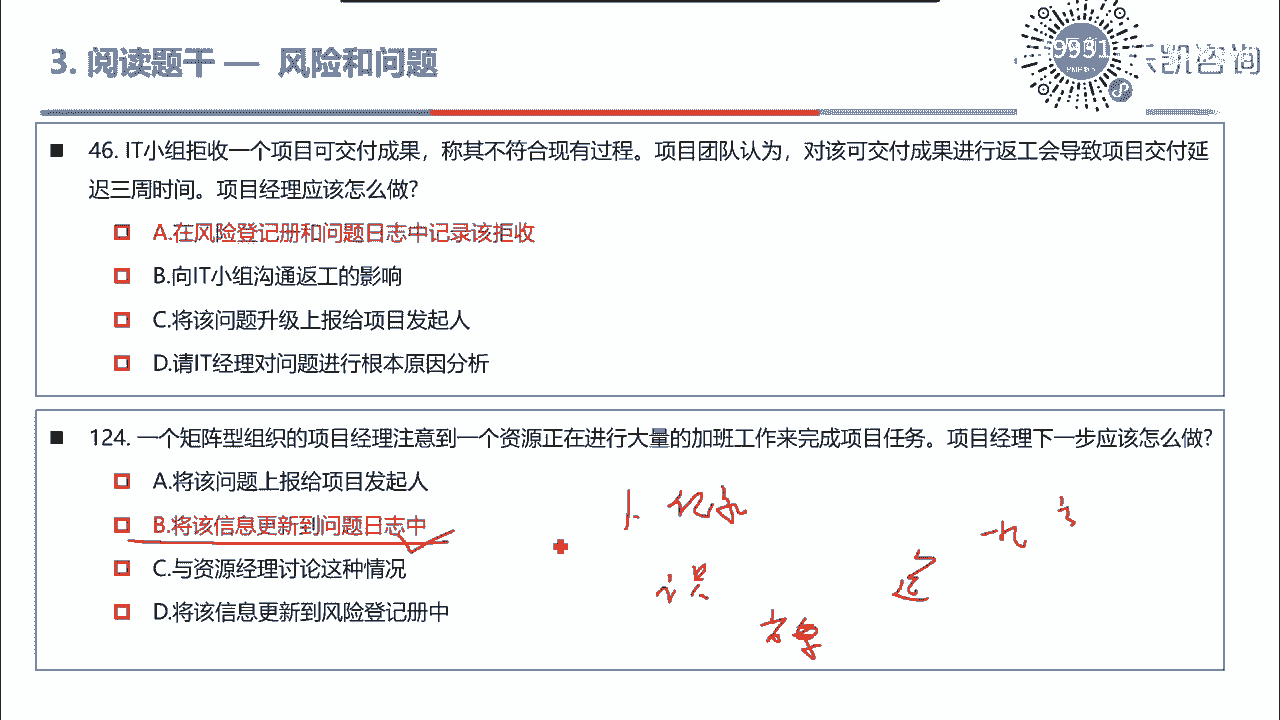 3. 阅读题干 — 风险和问题
9931
乐凯咨询
46. IT小组拒收一个项目可交付成果，称其不符合现有过程。项目团队认为，对该可交付成果进行返工会导致项目交付延
迟三周时间。项目经理应该怎么做?
A.在风险登记册和问题日志中记录该拒收
B.向IT小组沟通返工的影响
C.将该问题升级上报给项目发起人
D.请IT经理对问题进行根本原因分析
124. 一个矩阵型组织的项目经理注意到一个资源正在进行大量的加班工作来完成项目任务。项目经理下一步应该怎么做?
A.将该问题上报给项目发起人
B.将该信息更新到问题日志中
C.与资源经理讨论这种情况
D.将该信息更新到风险登记册中
1.